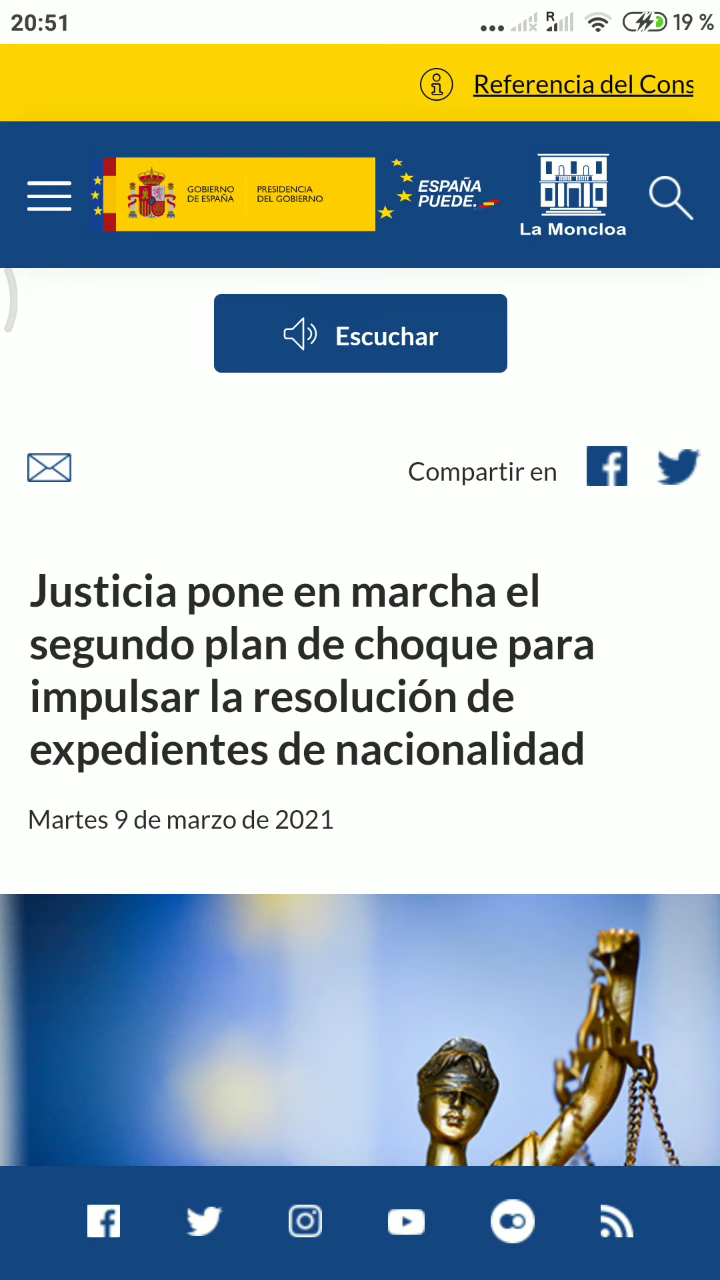 20:51
R
19 %
Referencia del Cons
GOBIERNO
DE ESPAÑA
PRESIDENCIA
DEL GOBIERNO
ESPAÑA
PUEDE.
La Moncloa
Escuchar
Compartir en
Justicia pone en marcha el
segundo plan de choque para
impulsar la resolución de
expedientes de nacionalidad
Martes 9 de marzo de 2021